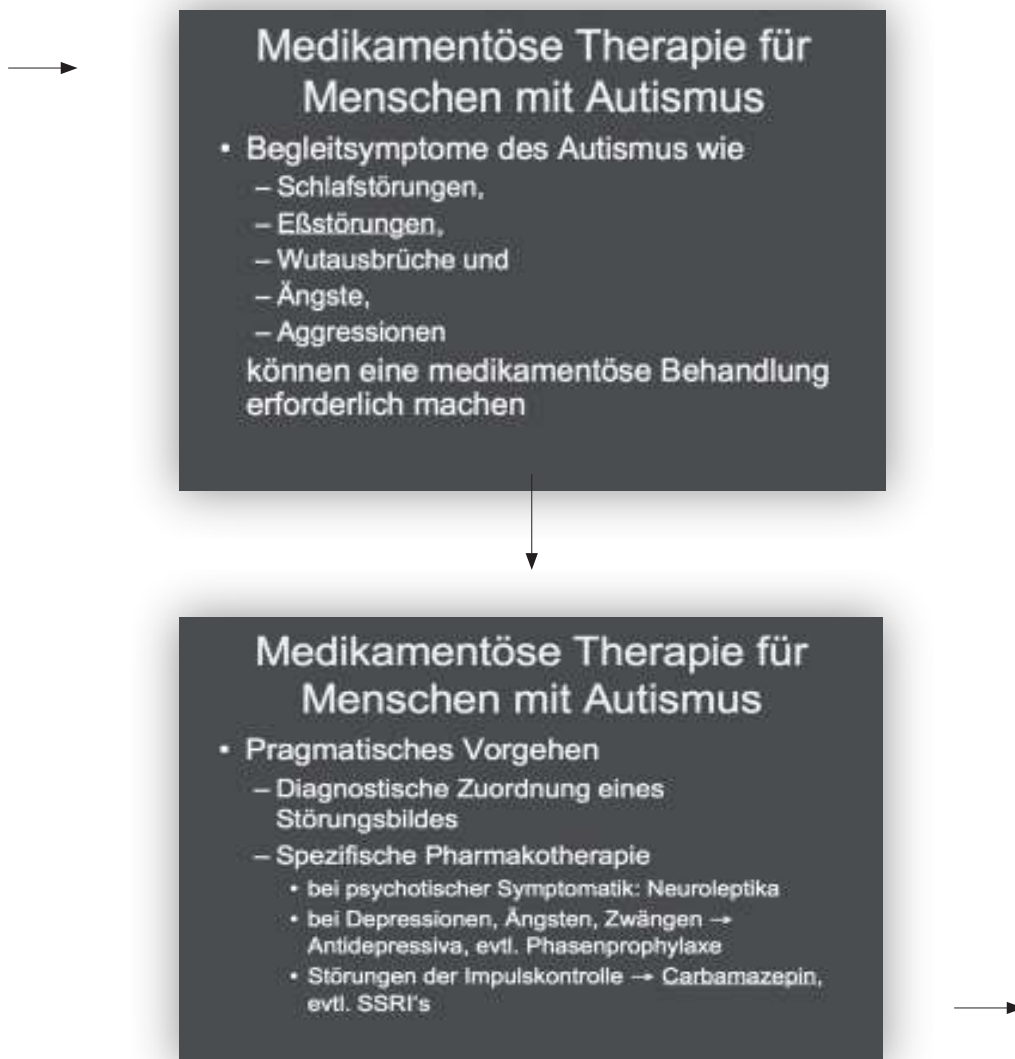 Medikamentöse Therapie für
Menschen mit Autismus
• Begleitsymptome des Autismus wie
– Schlafstörungen,
– Eßstörungen,
– Wutausbrüche und
– Ängste,
– Aggressionen
können eine medikamentöse Behandlung
erforderlich machen
Medikamentöse Therapie für
Menschen mit Autismus
• Pragmatisches Vorgehen
– Diagnostische Zuordnung eines
Störungsbildes
– Spezifische Pharmakotherapie
• bei psychotischer Symptomatik: Neuroleptika
• bei Depressionen, Ängsten, Zwängen →
Antidepressiva, evtl. Phasenprophylaxe
• Störungen der Impulskontrolle → Carbamazepin,
evtl. SSRI's